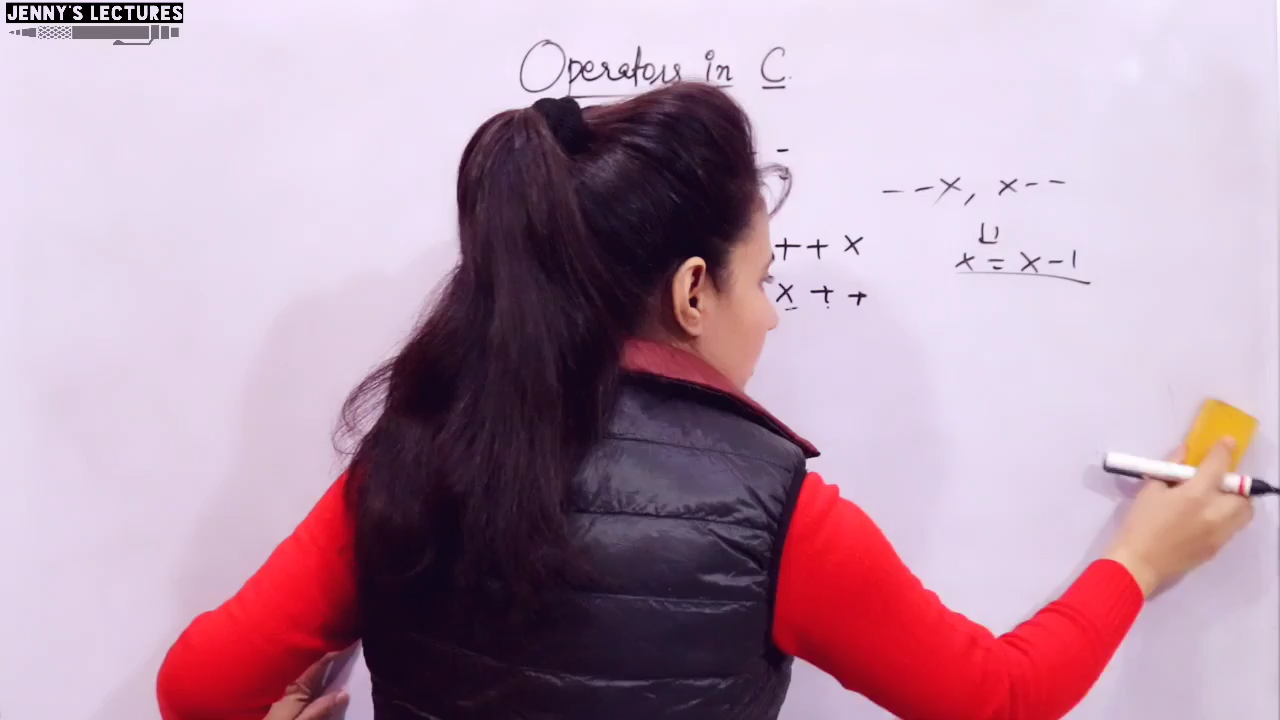 JENNY'S LECTURES
Operators in C
-
--x, x--
++ x
x = x-1
x + +